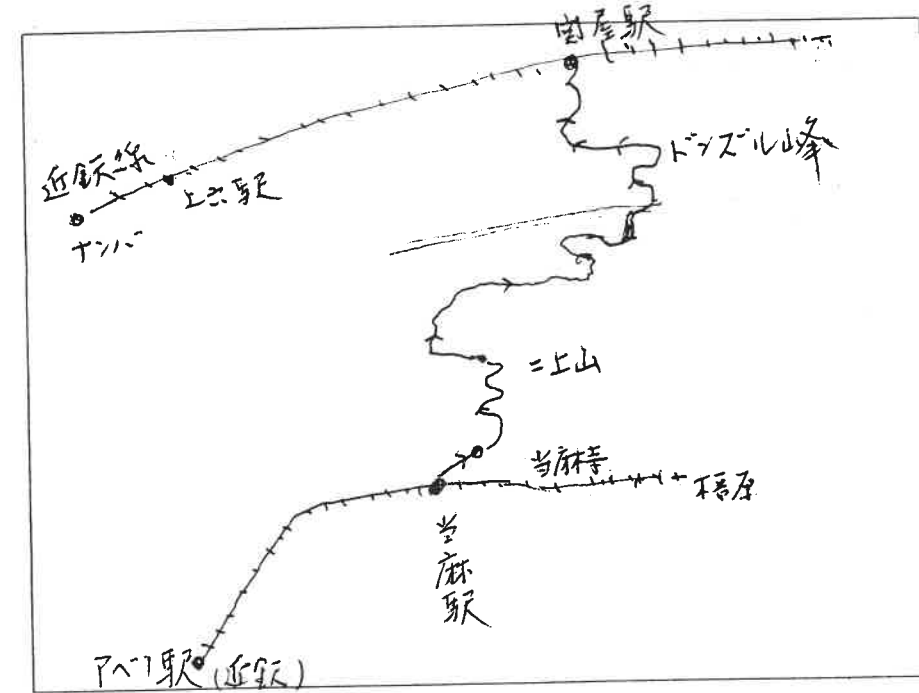 関屋駅
ドンズル峰
近鉄線
上六駅
ナンバ
二上山
当麻寺
橿原
当麻駅
アベノ駅(近鉄)